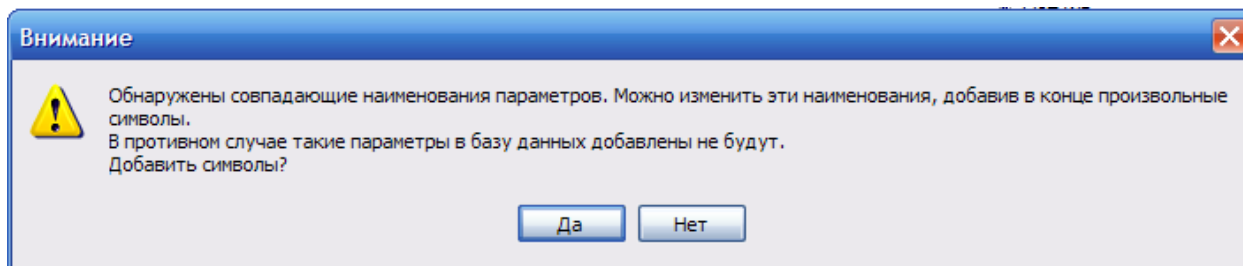 Внимание
Обнаружены совпадающие наименования параметров. Можно изменить эти наименования, добавив в конце произвольные
символы.
В противном случае такие параметры в базу данных добавлены не будут.
Добавить символы?
Да
Нет